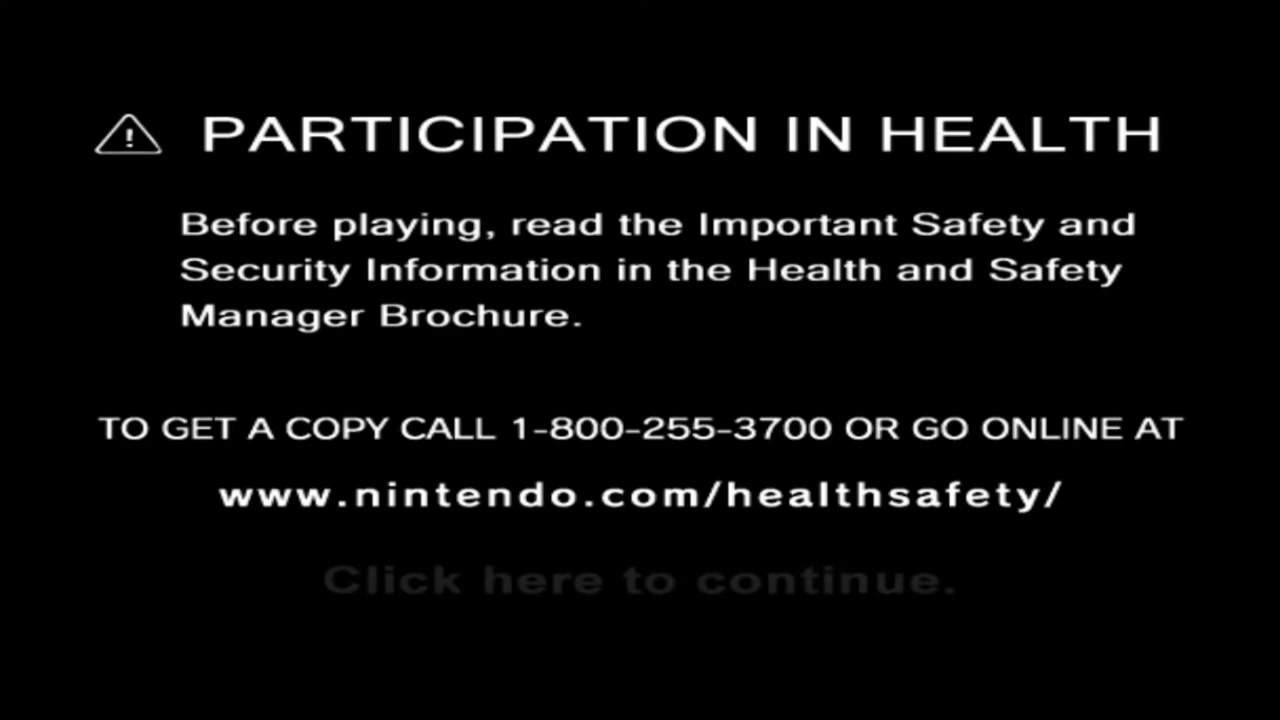 PARTICIPATION IN HEALTH
Before playing, read the Important Safety and
Security Information in the Health and Safety
Manager Brochure.
TO GET A COPY CALL 1-800-255-3700 OR GO ONLINE AT
www.nintendo.com/healthsafety/
Click here to continue.